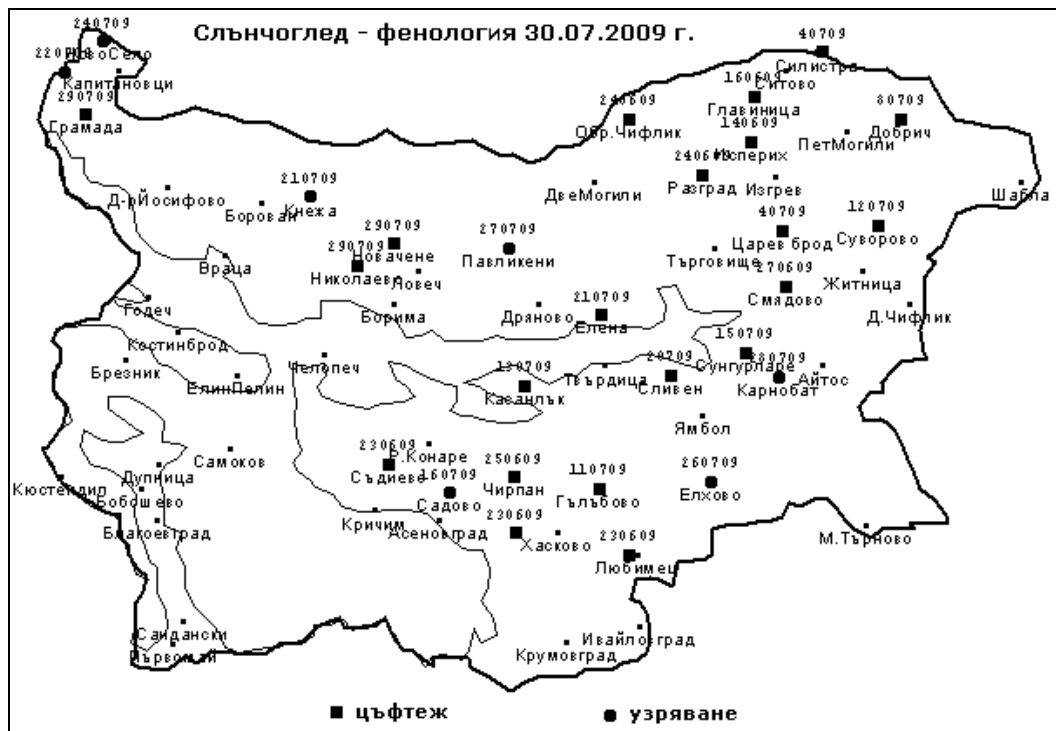 Слънчоглед - фенология 30.07.2009 г.
240709
НовоСело
220709
Капитановци
290709
Грамада
40709
Силистра
Ситово
160609
Главиница
240609
Обр.Чифлик
80709
Добрич
140609
Исперих
ПетМогили
240609
Разград
Изгрев
ДвеМогили
Шабла
Д-рЙосифово
210709
Кнежа
Борован
40709
Царев брод
120709
Суворово
290709
Новачене
290709
Николаево
Ловеч
270709
Павликени
Търговище
Враца
270609
Смядово
Житница
Годеч
Борима
Дряново
210709
Елена
Д.Чифлик
Костинброд
150709
Сунгурларе
Брезник
ЕлинПелин
Челопеч
130709
Казанлък
Твърдица
20709
Сливен
280709
Карнобат
Айтос
Ямбол
Самоков
230609
Р.Конаре
Съдиево
250609
Чирпан
110709
Гълъбово
260709
Елхово
Кюстендил
Дупница
Бобошево
160709
Садово
Благоевград
Кричим
Асеновград
230609
Хасково
230609
Любимец
М.Търново
Сандански
Първомай
Ивайловград
Крумовград
цъфтеж
узряване